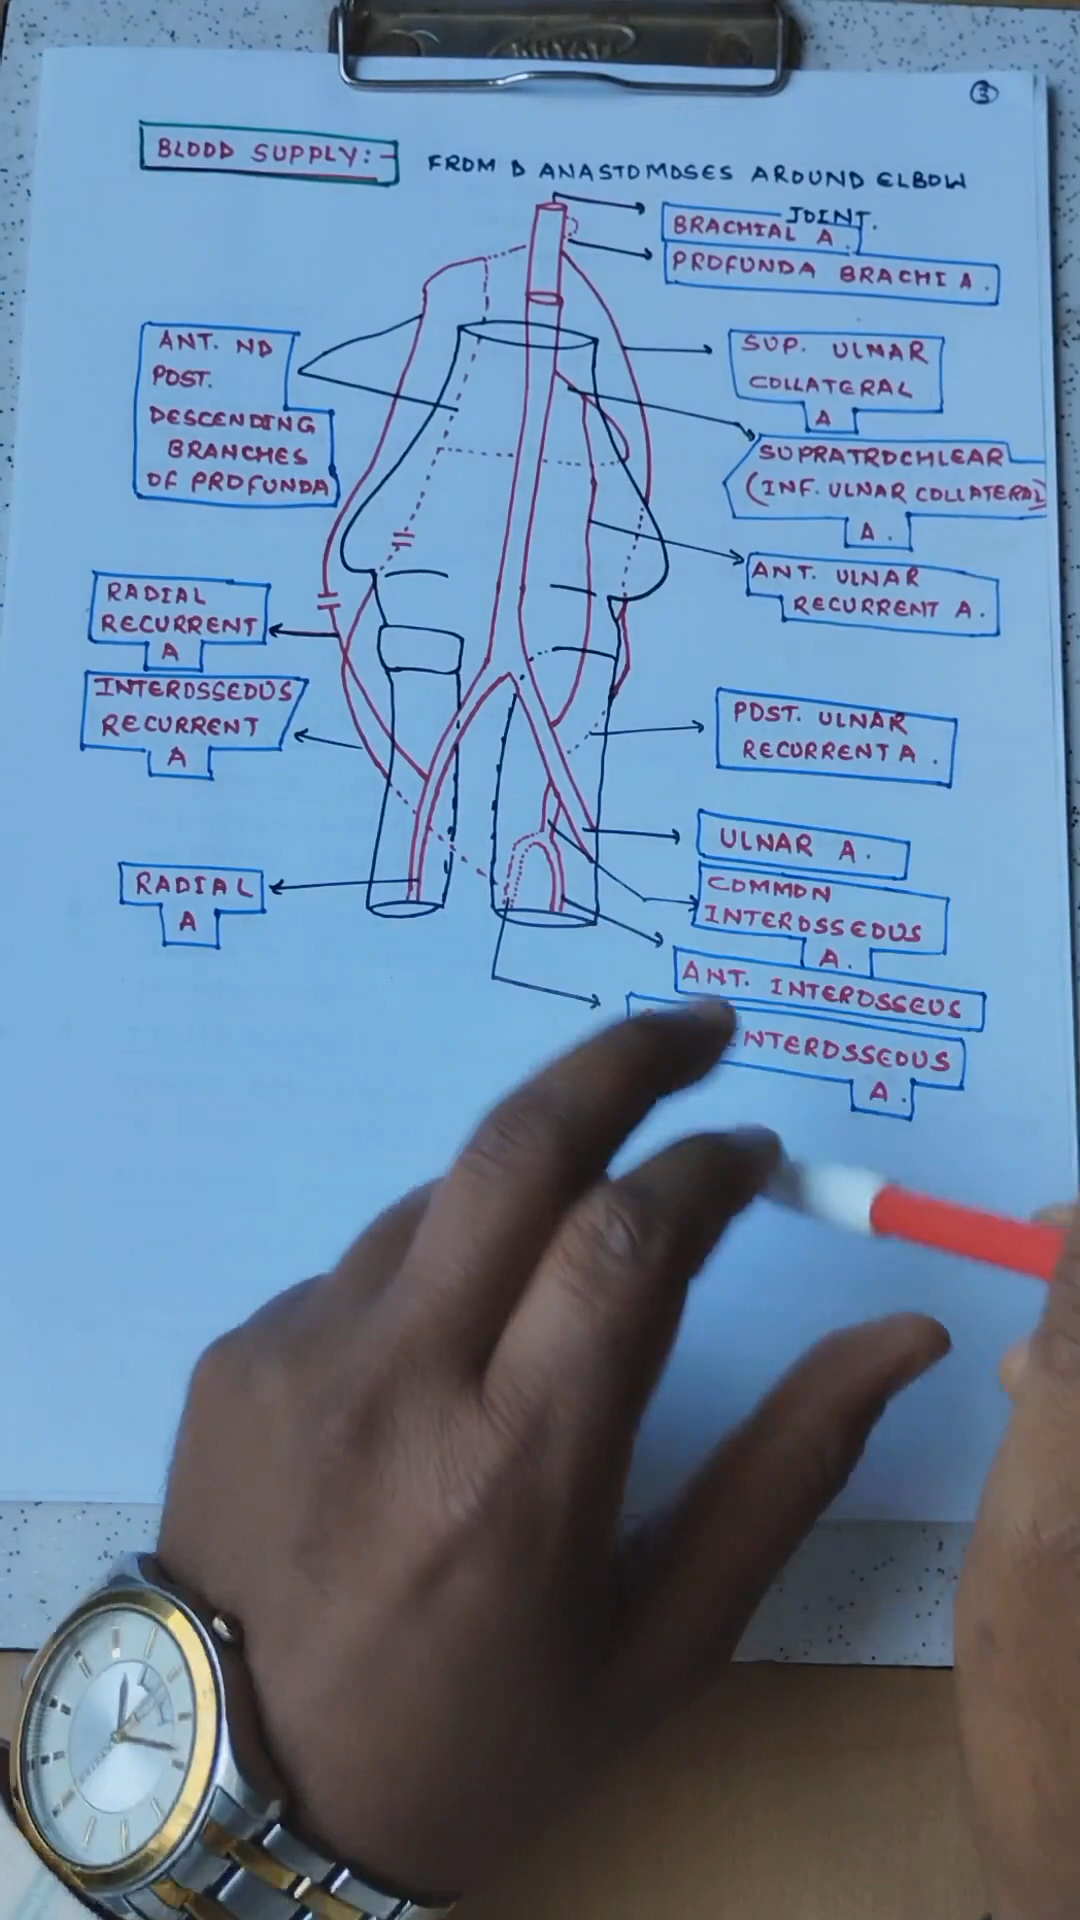 KHYATI
3
BLOOD SUPPLY:- FROM D ANASTOMOSES AROUND ELBOW
JOINT.
BRACHIAL A.
PROFUNDA BRACHI A.
ANT. ND
POST.
DESCENDING
BRANCHES
OF PROFUNDA
SUP. ULNAR
COLLATERAL
A
SUPRATROCHLEAR
(INF. ULNAR COLLATERAL)
A.
ANT. ULNAR
RECURRENT A.
RADIAL
RECURRENT
A
INTEROSSEOUS
RECURRENT
A
POST. ULNAR
RECURRENT A.
ULNAR A.
RADIAL
A
COMMON
INTEROSSEOUS
A.
ANT. INTEROSSEUS
INTEROSSEOUS
A.